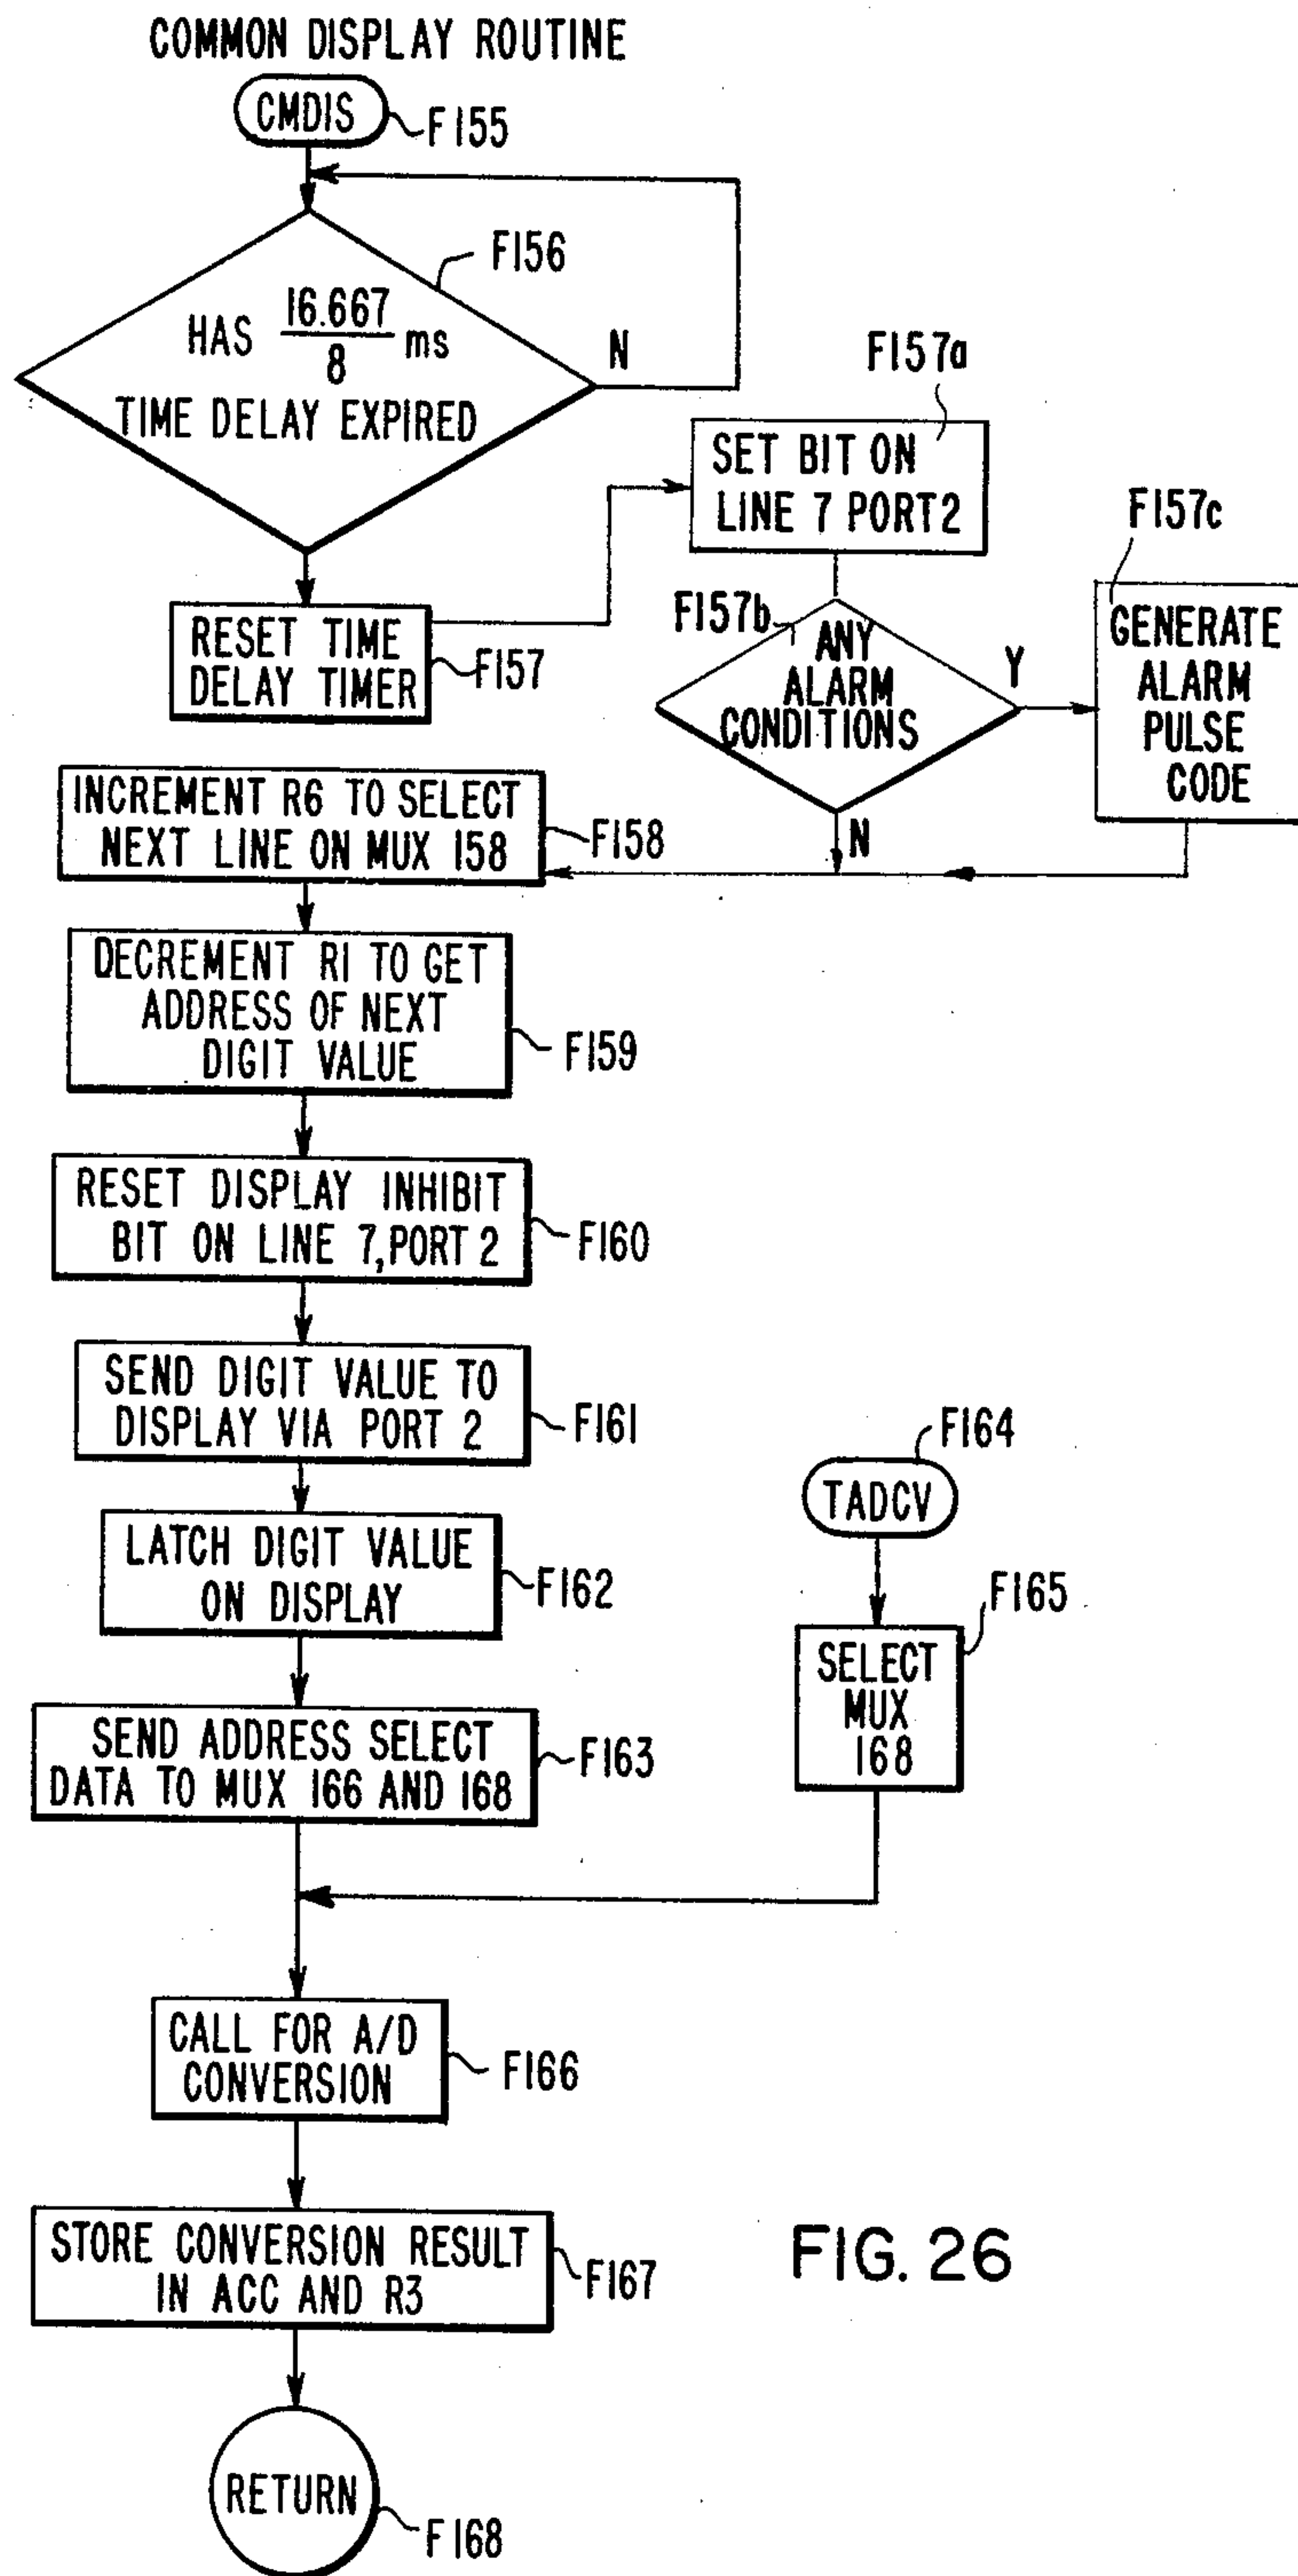 COMMON DISPLAY ROUTINE
CMDIS
F155
F156
HAS 16.667/8 ms
TIME DELAY EXPIRED
N
RESET TIME
DELAY TIMER
F157
F157a
SET BIT ON
LINE 7 PORT 2
F157b
ANY
ALARM
CONDITIONS
Y
N
F157c
GENERATE
ALARM
PULSE
CODE
INCREMENT R6 TO SELECT
NEXT LINE ON MUX 158
F158
DECREMENT R1 TO GET
ADDRESS OF NEXT
DIGIT VALUE
F159
RESET DISPLAY INHIBIT
BIT ON LINE 7, PORT 2
F160
SEND DIGIT VALUE TO
DISPLAY VIA PORT 2
F161
LATCH DIGIT VALUE
ON DISPLAY
F162
SEND ADDRESS SELECT
DATA TO MUX 166 AND 168
F163
TADCV
F164
SELECT
MUX
168
F165
CALL FOR A/D
CONVERSION
F166
STORE CONVERSION RESULT
IN ACC AND R3
F167
RETURN
F168
FIG. 26